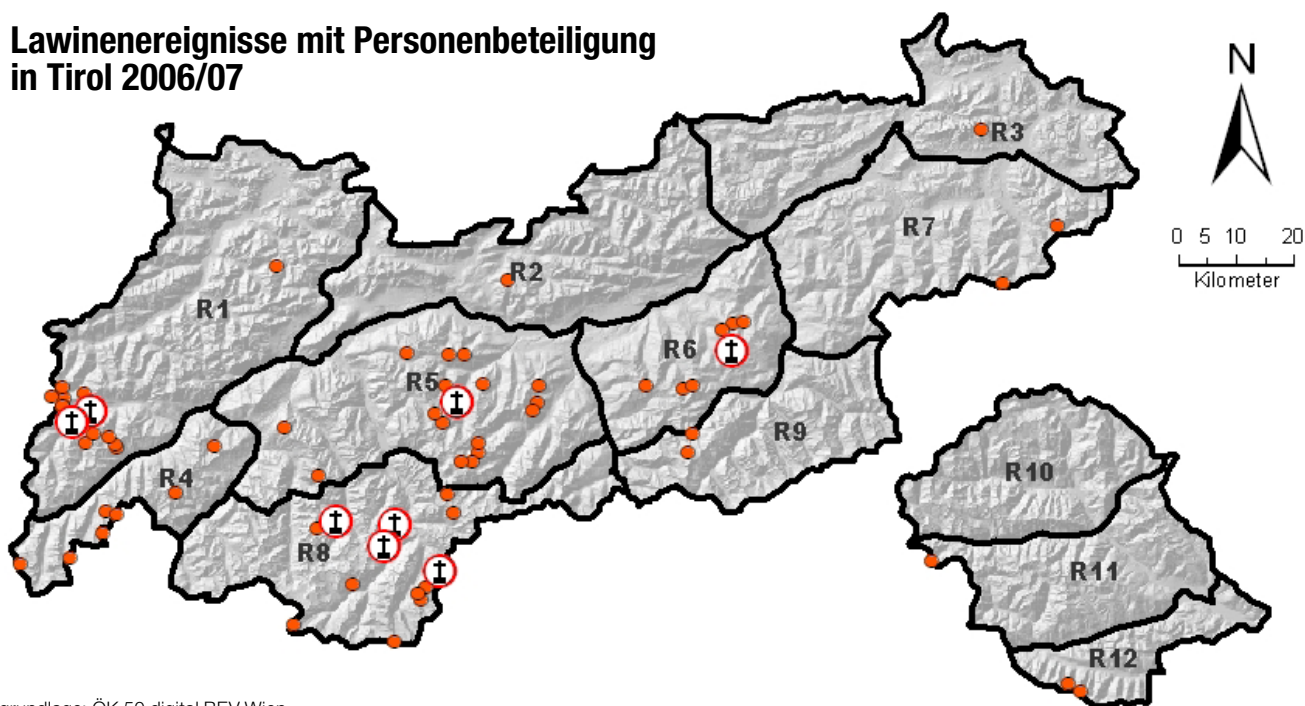 Lawinenereignisse mit Personenbeteiligung
in Tirol 2006/07
N
R3
R7
0 5 10 20
Kilometer
R2
R1
R6
R5
R9
R4
R10
R8
R11
R12